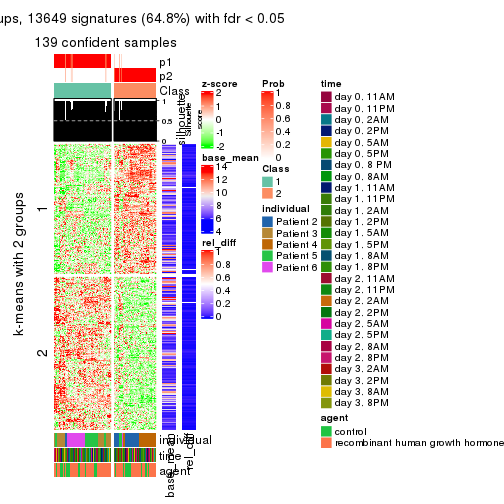 ups, 13649 signatures (64.8%) with fdr < 0.05
139 confident samples
p1
p2
Class
1
0.5
0
silhouette
Silhouette
score
k-means with 2 groups
1
2
individual
time
agent
base_mean
rel_diff
z-score
2
1
0
-1
-2
base_mean
14
12
10
8
6
4
rel_diff
1
0.8
0.6
0.4
0.2
0
Prob
1
0.8
0.6
0.4
0.2
0
Class
1
2
individual
Patient 2
Patient 3
Patient 4
Patient 5
Patient 6
time
day 0. 11AM
day 0. 11PM
day 0. 2AM
day 0. 2PM
day 0. 5AM
day 0. 5PM
day 0. 8 PM
day 0. 8AM
day 1. 11AM
day 1. 11PM
day 1. 2AM
day 1. 2PM
day 1. 5AM
day 1. 5PM
day 1. 8AM
day 1. 8PM
day 2. 11AM
day 2. 11PM
day 2. 2AM
day 2. 2PM
day 2. 5AM
day 2. 5PM
day 2. 8AM
day 2. 8PM
day 3. 2AM
day 3. 2PM
day 3. 8AM
day 3. 8PM
agent
control
recombinant human growth hormone